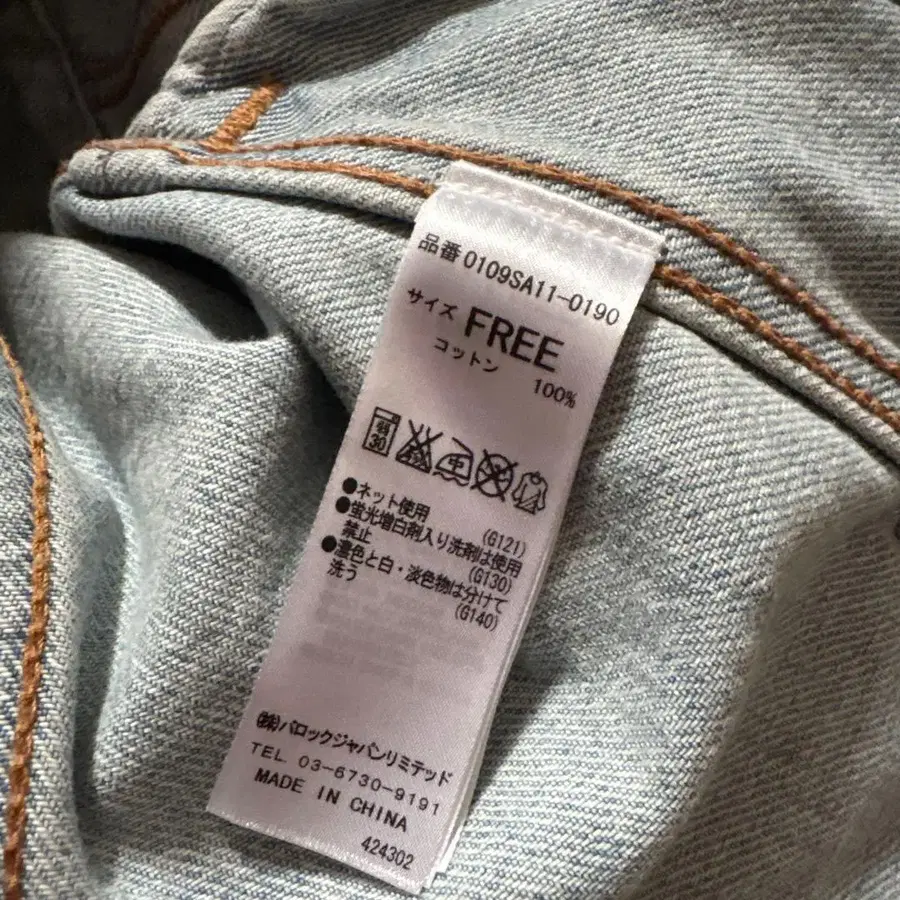 品番 0109SA11-0190
サイズ FREE
コットン 100%
弱
30
中
●ネット使用 (G121)
●蛍光増白剤入り洗剤は使用
禁止 (G130)
●濃色と白・淡色物は分けて
洗う (G140)
㈱バロックジャパンリミテッド
TEL. 03-6730-9191
MADE IN CHINA
424302